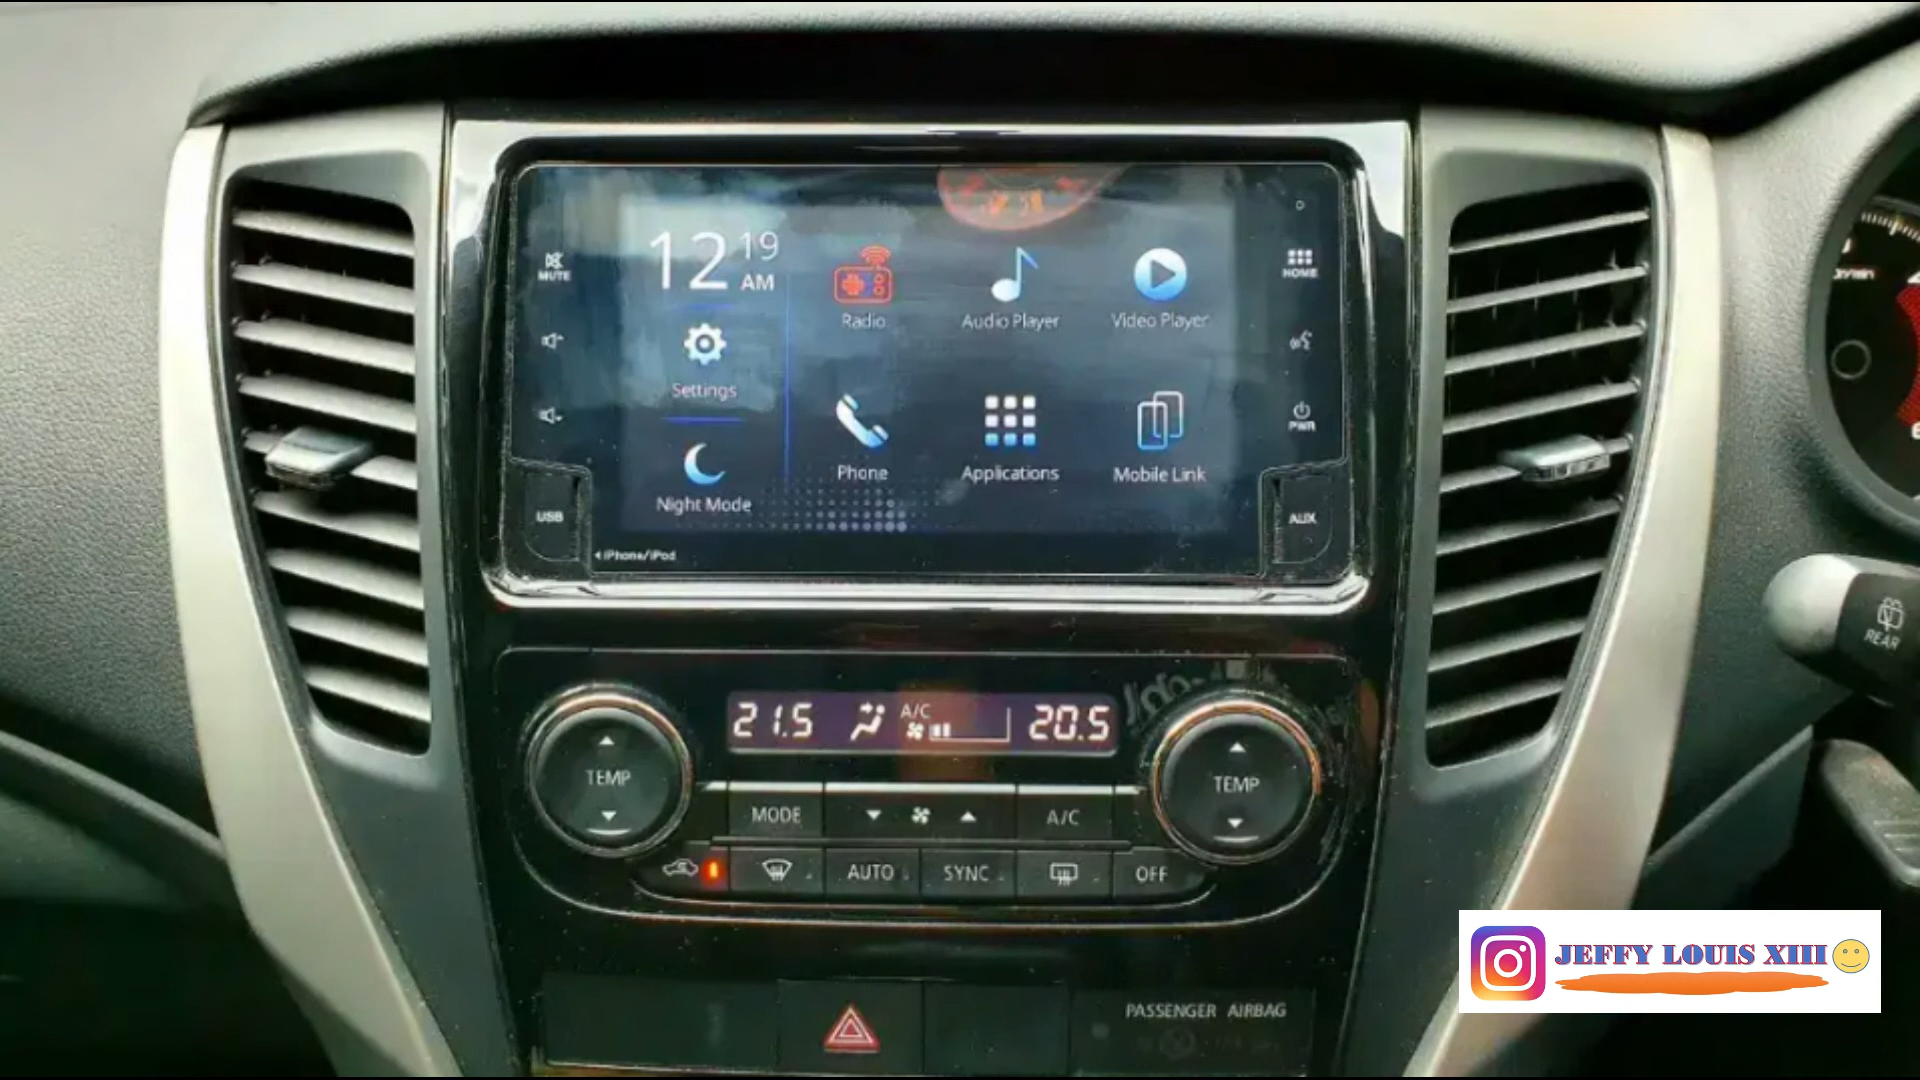 12 19
AM
Settings
Night Mode
Radio
Audio Player
Video Player
Phone
Applications
Mobile Link
MUTE
HOME
PWR
USB
AUX
iPhone/iPod
21.5
A/C
20.5
TEMP
TEMP
MODE
A/C
AUTO
SYNC
OFF
PASSENGER AIRBAG
REAR
JEFFY LOUIS XIII